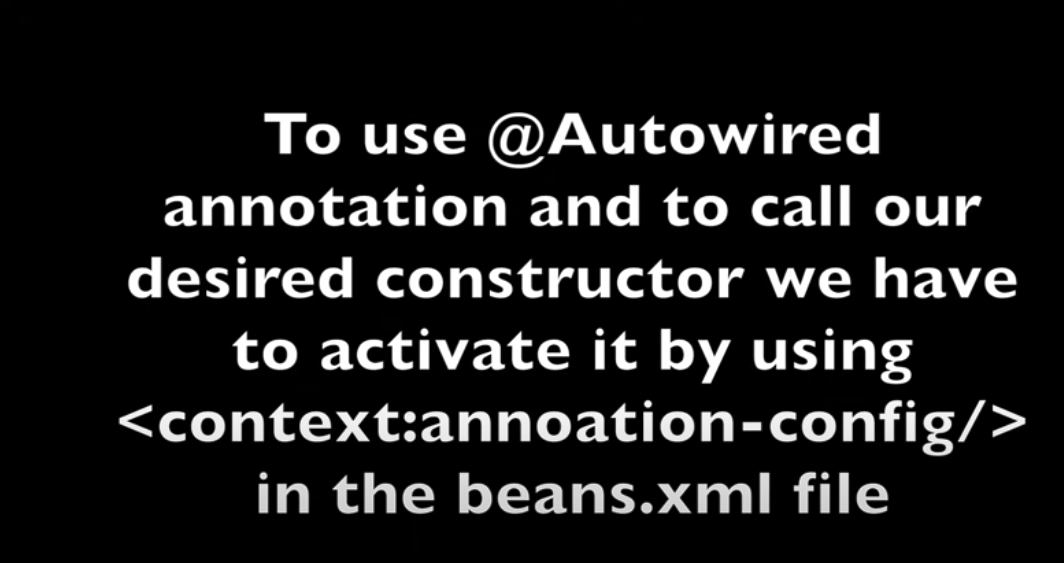 To use @Autowired
annotation and to call our
desired constructor we have
to activate it by using
<context:annoation-config/>
in the beans.xml file